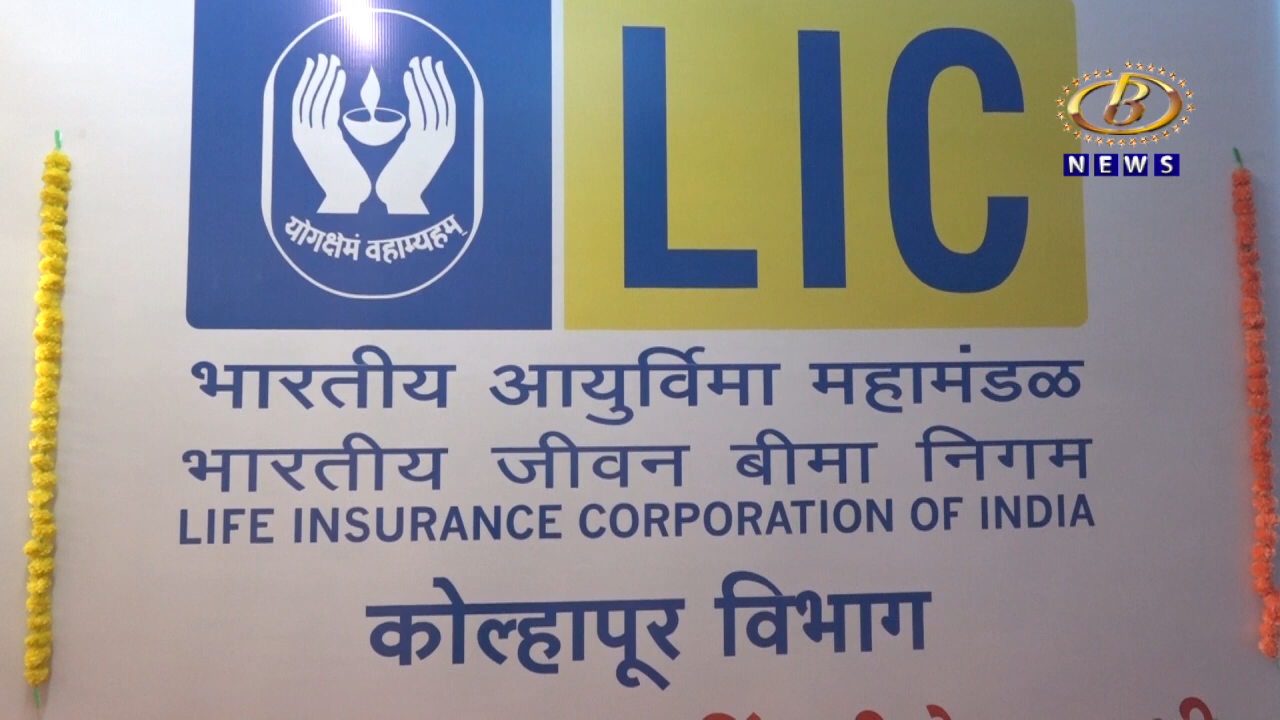 LIC
योगक्षेमं वहाम्यहम्
B
NEWS
भारतीय आयुर्विमा महामंडळ
भारतीय जीवन बीमा निगम
LIFE INSURANCE CORPORATION OF INDIA
कोल्हापूर विभाग